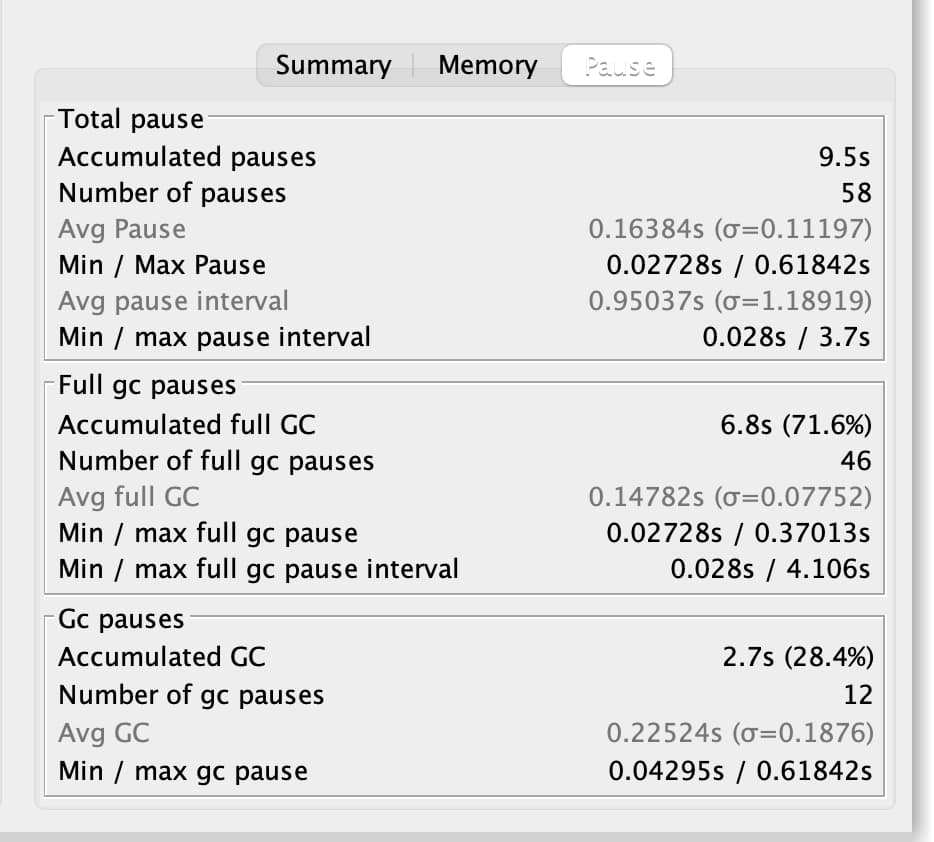 Summary Memory Pause
Total pause
Accumulated pauses 9.5s
Number of pauses 58
Avg Pause 0.16384s (σ=0.11197)
Min / Max Pause 0.02728s / 0.61842s
Avg pause interval 0.95037s (σ=1.18919)
Min / max pause interval 0.028s / 3.7s
Full gc pauses
Accumulated full GC 6.8s (71.6%)
Number of full gc pauses 46
Avg full GC 0.14782s (σ=0.07752)
Min / max full gc pause 0.02728s / 0.37013s
Min / max full gc pause interval 0.028s / 4.106s
Gc pauses
Accumulated GC 2.7s (28.4%)
Number of gc pauses 12
Avg GC 0.22524s (σ=0.1876)
Min / max gc pause 0.04295s / 0.61842s